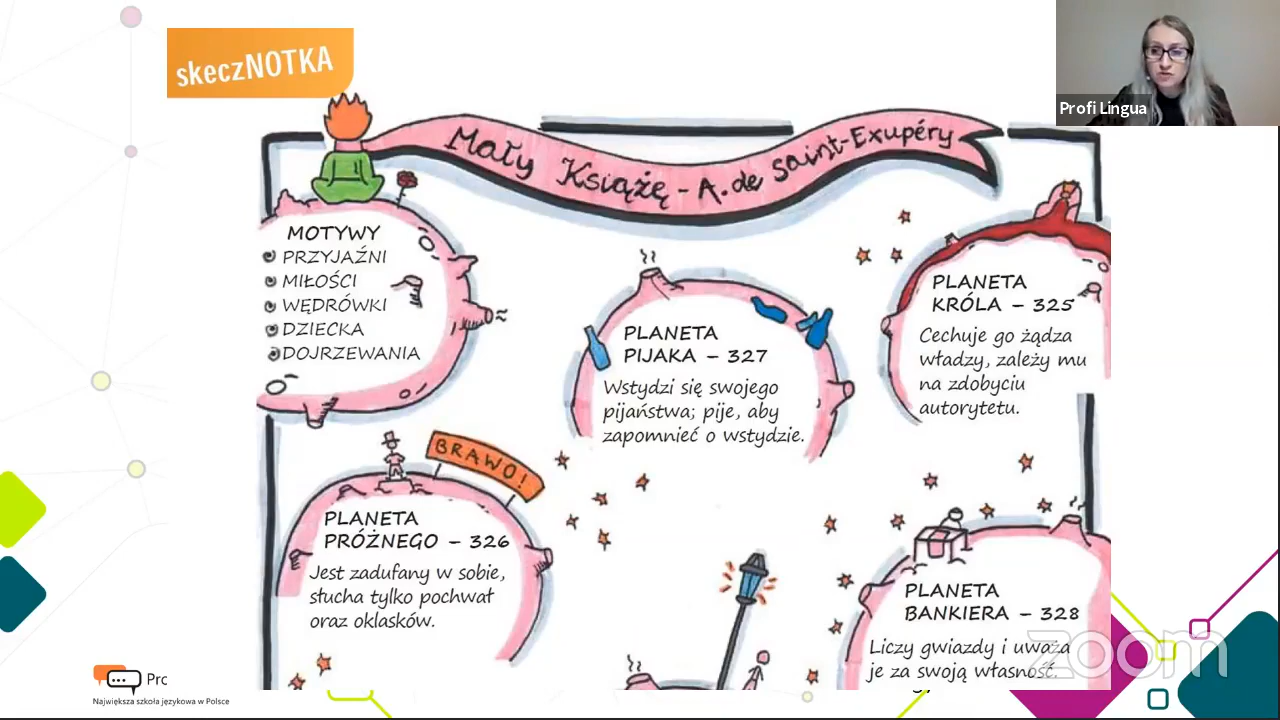 skeczNOTKA
Profi Lingua
Mały Książę - A. de Saint-Exupéry
MOTYWY
PRZYJAŹNI
MIŁOŚCI
WĘDRÓWKI
DZIECKA
DOJRZEWANIA
PLANETA
PIJAKA – 327
Wstydzi się swojego
pijaństwa; pije, aby
zapomnieć o wstydzie.
PLANETA
KRÓLA – 325
Cechuje go żądza
władzy, zależy mu
na zdobyciu
autorytetu.
BRAWO!
PLANETA
PRÓŻNEGO – 326
Jest zadufany w sobie,
słucha tylko pochwał
oraz oklasków.
PLANETA
BANKIERA – 328
Liczy gwiazdy i uważa
je za swoją własność.
zoom
Prc
Największa szkoła językowa w Polsce